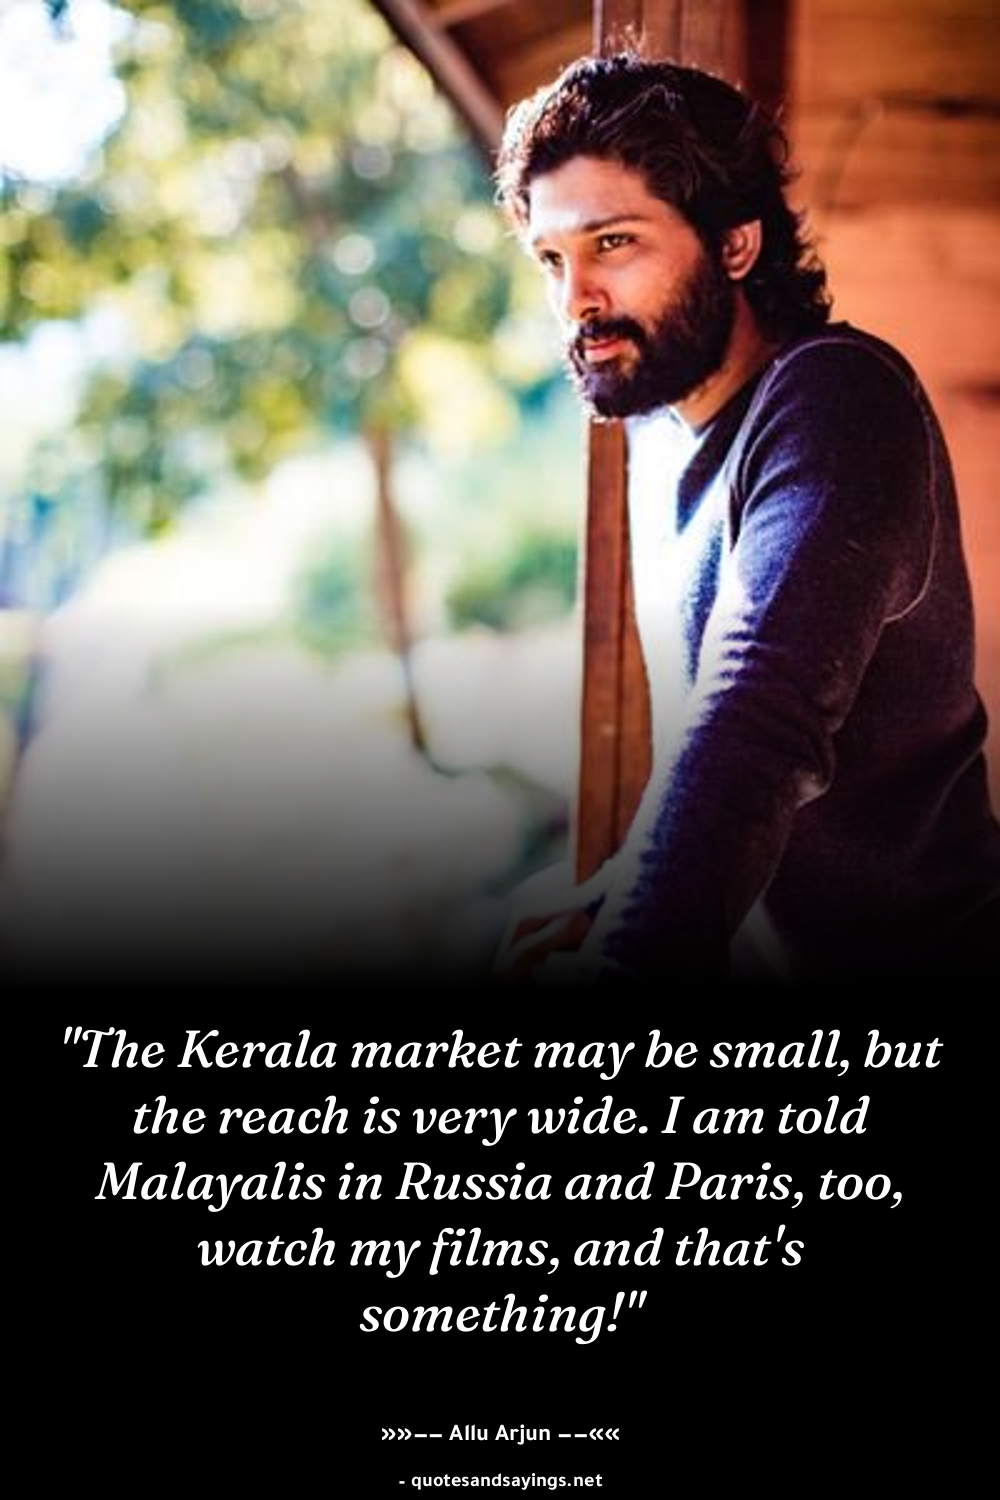 "The Kerala market may be small, but
the reach is very wide. I am told
Malayalis in Russia and Paris, too,
watch my films, and that's
something!"
»»–– Allu Arjun ––««
- quotesandsayings.net